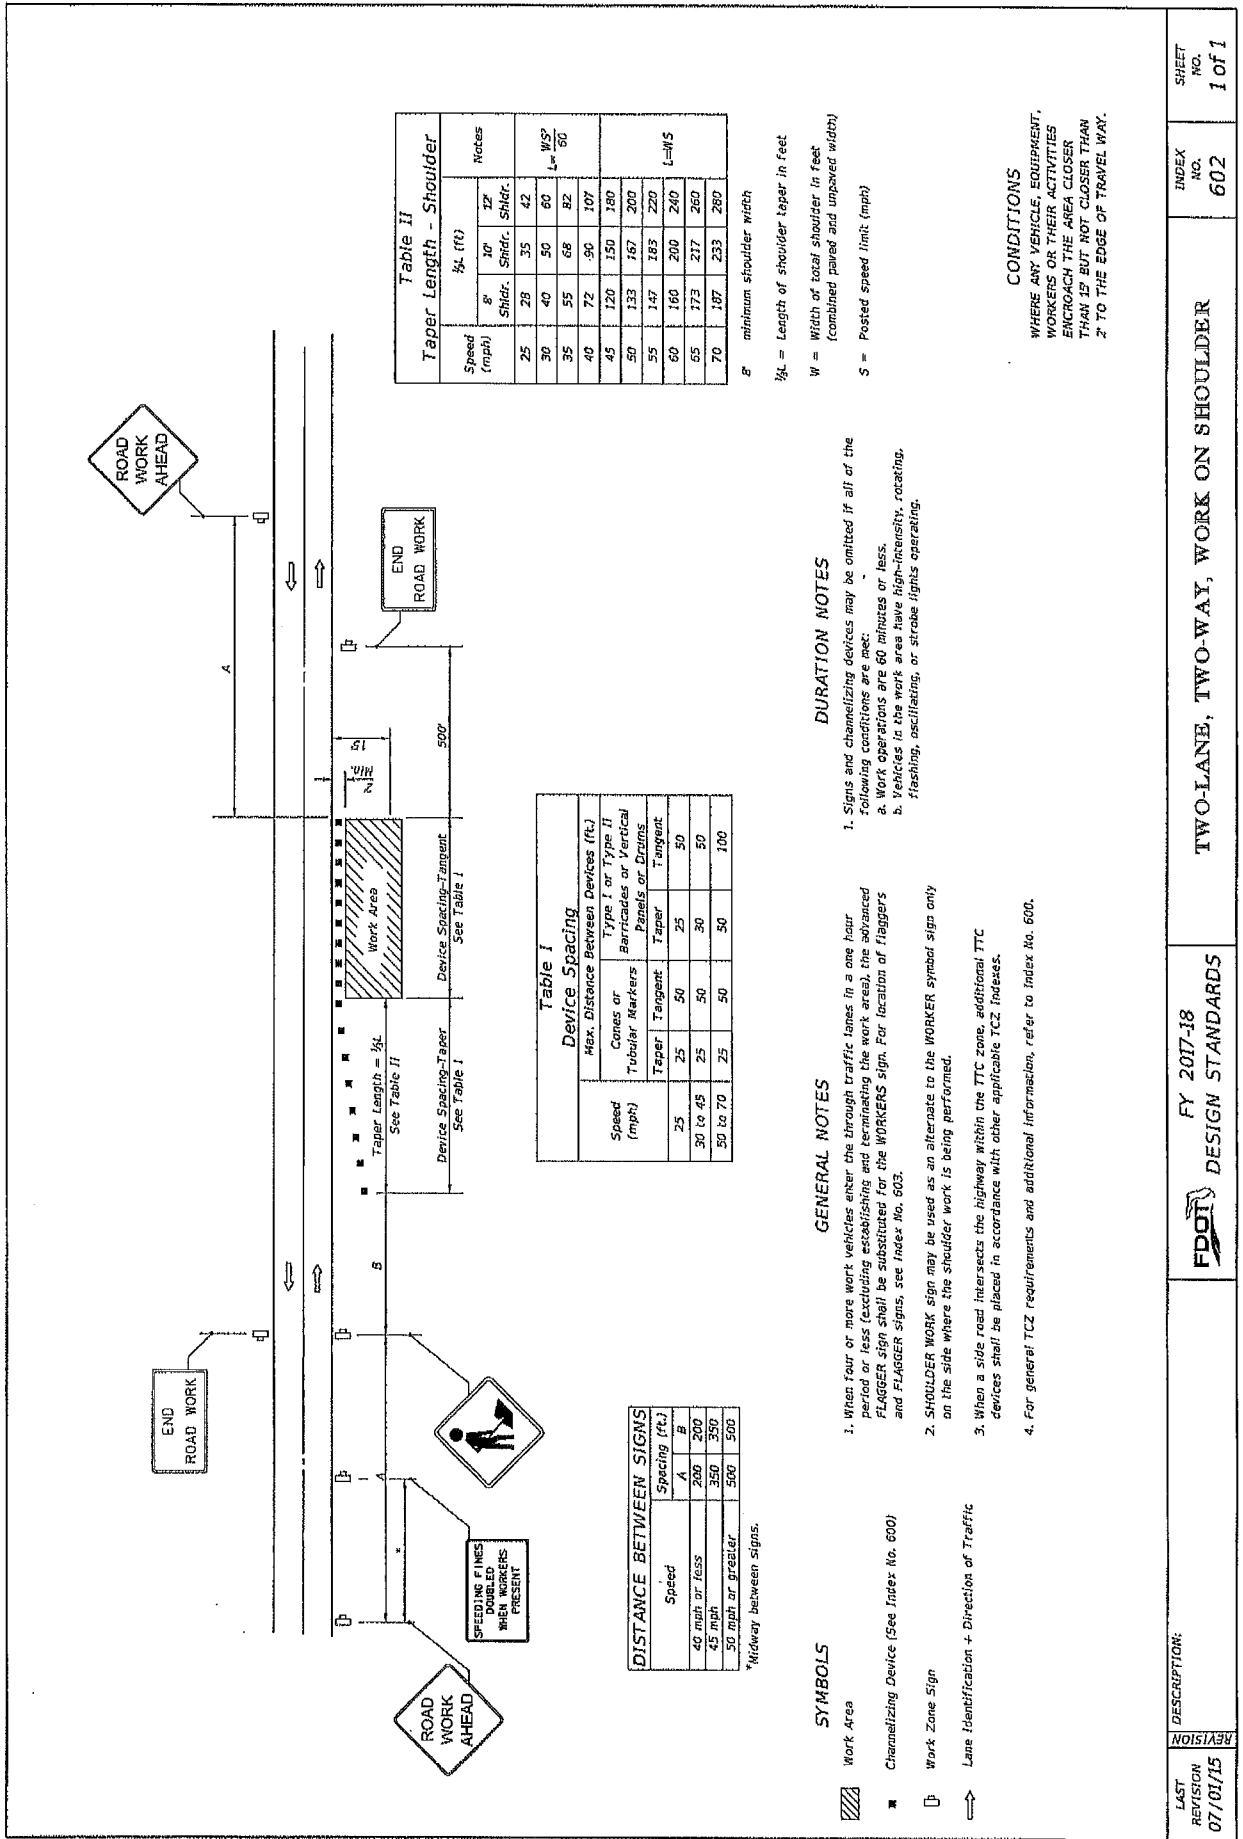 ROAD
WORK
AHEAD
END
ROAD WORK
A
500'
END
ROAD WORK
2'
Min.
15'
Work Area
Device Spacing-Tangent
See Table I
Taper Length = ⅓L
See Table II
Device Spacing-Taper
See Table I
B
A
*
SPEEDING FINES
DOUBLED
WHEN WORKERS
PRESENT
ROAD
WORK
AHEAD
DISTANCE BETWEEN SIGNS
Speed Spacing (ft.)
A B
40 mph or less 200 200
45 mph 350 350
50 mph or greater 500 500
*Midway between signs.
Table I
Device Spacing
Speed (mph) Max. Distance Between Devices (ft.)
Cones or Tubular Markers Type I or Type II Barricades or Vertical Panels or Drums
Taper Tangent Taper Tangent
25 25 50 25 50
30 to 45 25 50 30 50
50 to 70 25 50 50 100
Table II
Taper Length - Shoulder
Speed (mph) ⅓L (ft) Notes
8' Shldr. 10' Shldr. 12' Shldr.
25 28 35 42
30 40 50 60
35 55 68 82
40 72 90 107
L= WS²/60
45 120 150 180
50 133 167 200
55 147 183 220
60 160 200 240
65 173 217 260
70 187 233 280
L=WS
8' minimum shoulder width
⅓L = Length of shoulder taper in feet
W = Width of total shoulder in feet
(combined paved and unpaved width)
S = Posted speed limit (mph)
SYMBOLS
Work Area
Channelizing Device (See Index No. 600)
Work Zone Sign
Lane Identification + Direction of Traffic
GENERAL NOTES
1. When four or more work vehicles enter the through traffic lanes in a one hour
period or less (excluding establishing and terminating the work area), the advanced
FLAGGER sign shall be substituted for the WORKERS sign. For location of flaggers
and FLAGGER signs, see Index No. 603.
2. SHOULDER WORK sign may be used as an alternate to the WORKER symbol sign only
on the side where the shoulder work is being performed.
3. When a side road intersects the highway within the TTC zone, additional TTC
devices shall be placed in accordance with other applicable TCZ Indexes.
4. For general TCZ requirements and additional information, refer to Index No. 600.
DURATION NOTES
1. Signs and channelizing devices may be omitted if all of the
following conditions are met:
a. Work operations are 60 minutes or less.
b. Vehicles in the work area have high-intensity, rotating,
flashing, oscillating, or strobe lights operating.
CONDITIONS
WHERE ANY VEHICLE, EQUIPMENT,
WORKERS OR THEIR ACTIVITIES
ENCROACH THE AREA CLOSER
THAN 15' BUT NOT CLOSER THAN
2' TO THE EDGE OF TRAVEL WAY.
LAST
REVISION
07/01/15
REVISION
DESCRIPTION:
FDOT
FY 2017-18
DESIGN STANDARDS
TWO-LANE, TWO-WAY, WORK ON SHOULDER
INDEX
NO.
602
SHEET
NO.
1 of 1